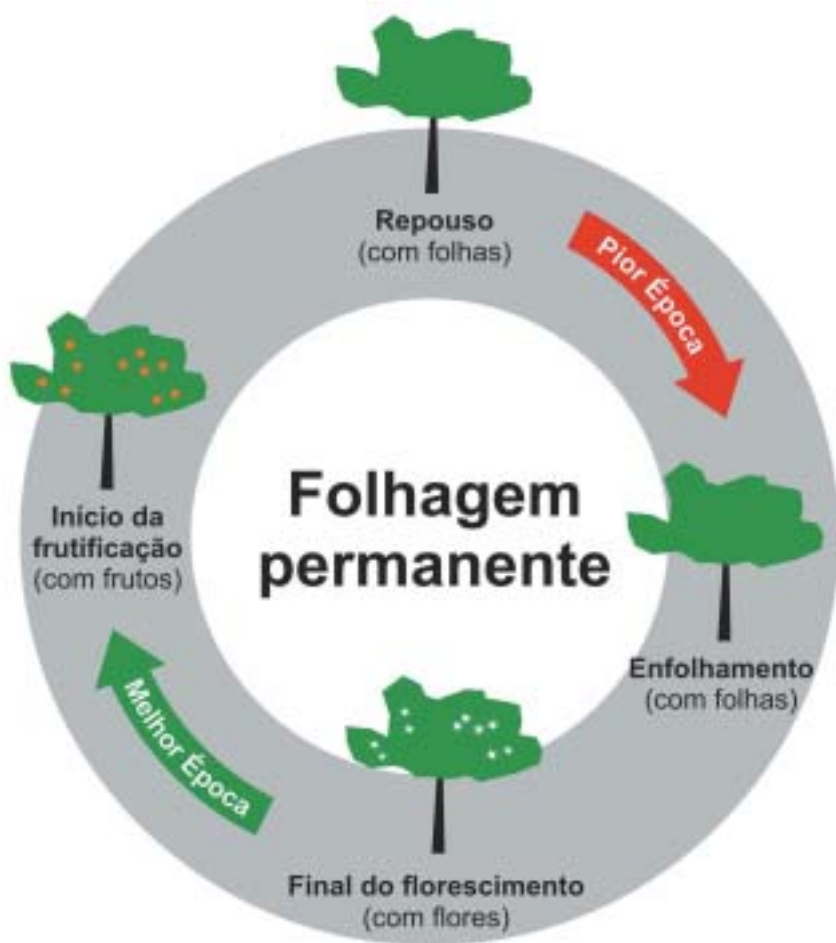 Repouso
(com folhas)
Pior Época
Enfolhamento
(com folhas)
Final do florescimento
(com flores)
Melhor Época
Início da
frutificação
(com frutos)
Folhagem
permanente